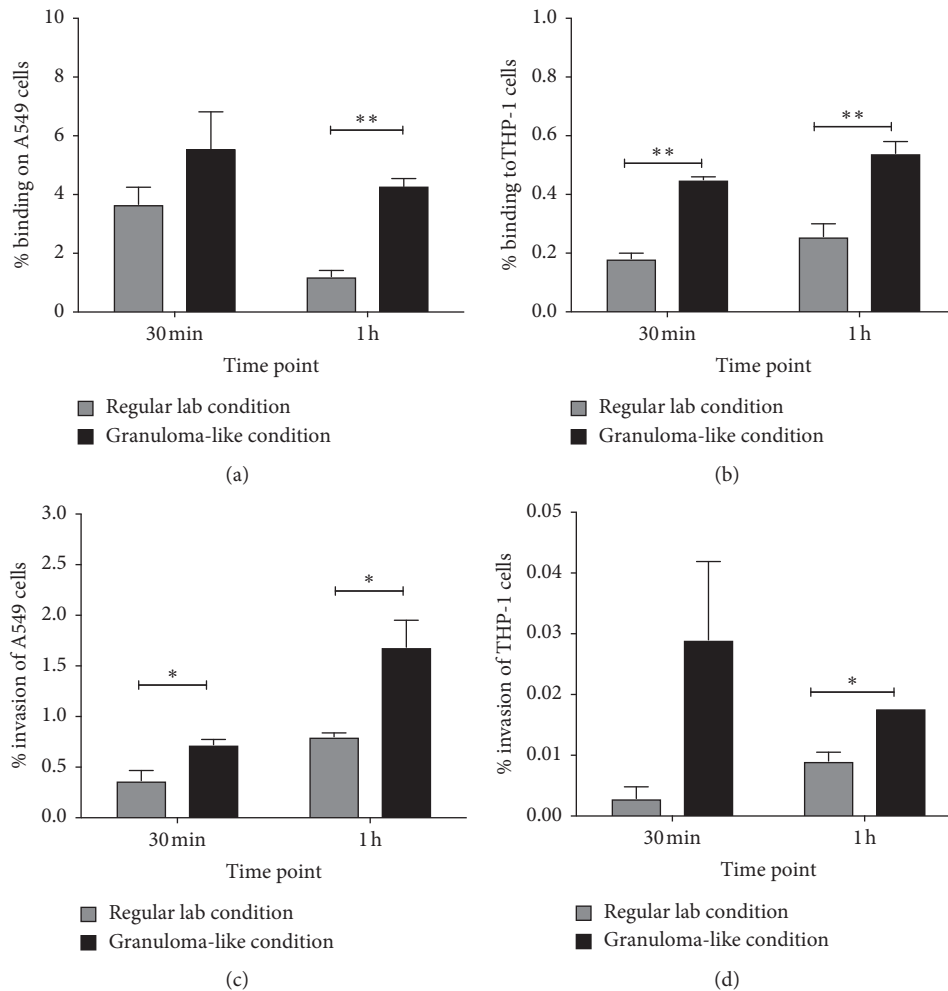 10
8
6
4
2
0
% binding on A549 cells
**
30 min
1 h
Time point
Regular lab condition
Granuloma-like condition
(a)
1.0
0.8
0.6
0.4
0.2
0.0
% binding toTHP-1 cells
**
**
30 min
1 h
Time point
Regular lab condition
Granuloma-like condition
(b)
3.0
2.5
2.0
1.5
1.0
0.5
0.0
% invasion of A549 cells
*
*
30 min
1 h
Time point
Regular lab condition
Granuloma-like condition
(c)
0.05
0.04
0.03
0.02
0.01
0.00
% invasion of THP-1 cells
*
30 min
1 h
Time point
Regular lab condition
Granuloma-like condition
(d)